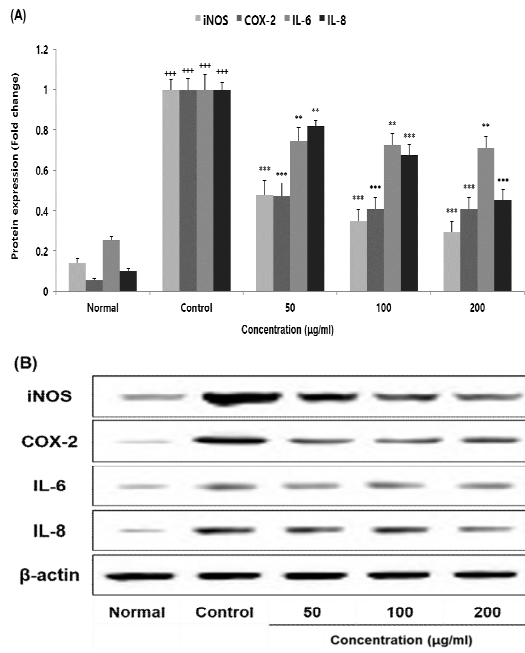 (A)
iNOS COX-2 IL-6 IL-8
Protein expression (Fold change)
1.2
1
0.8
0.6
0.4
0.2
0
+++ +++ +++ +++
*** *** ** **
*** *** ** ***
*** *** ** ***
Normal Control 50 100 200
Concentration (µg/ml)
(B)
iNOS
COX-2
IL-6
IL-8
β-actin
Normal Control 50 100 200
Concentration (µg/ml)